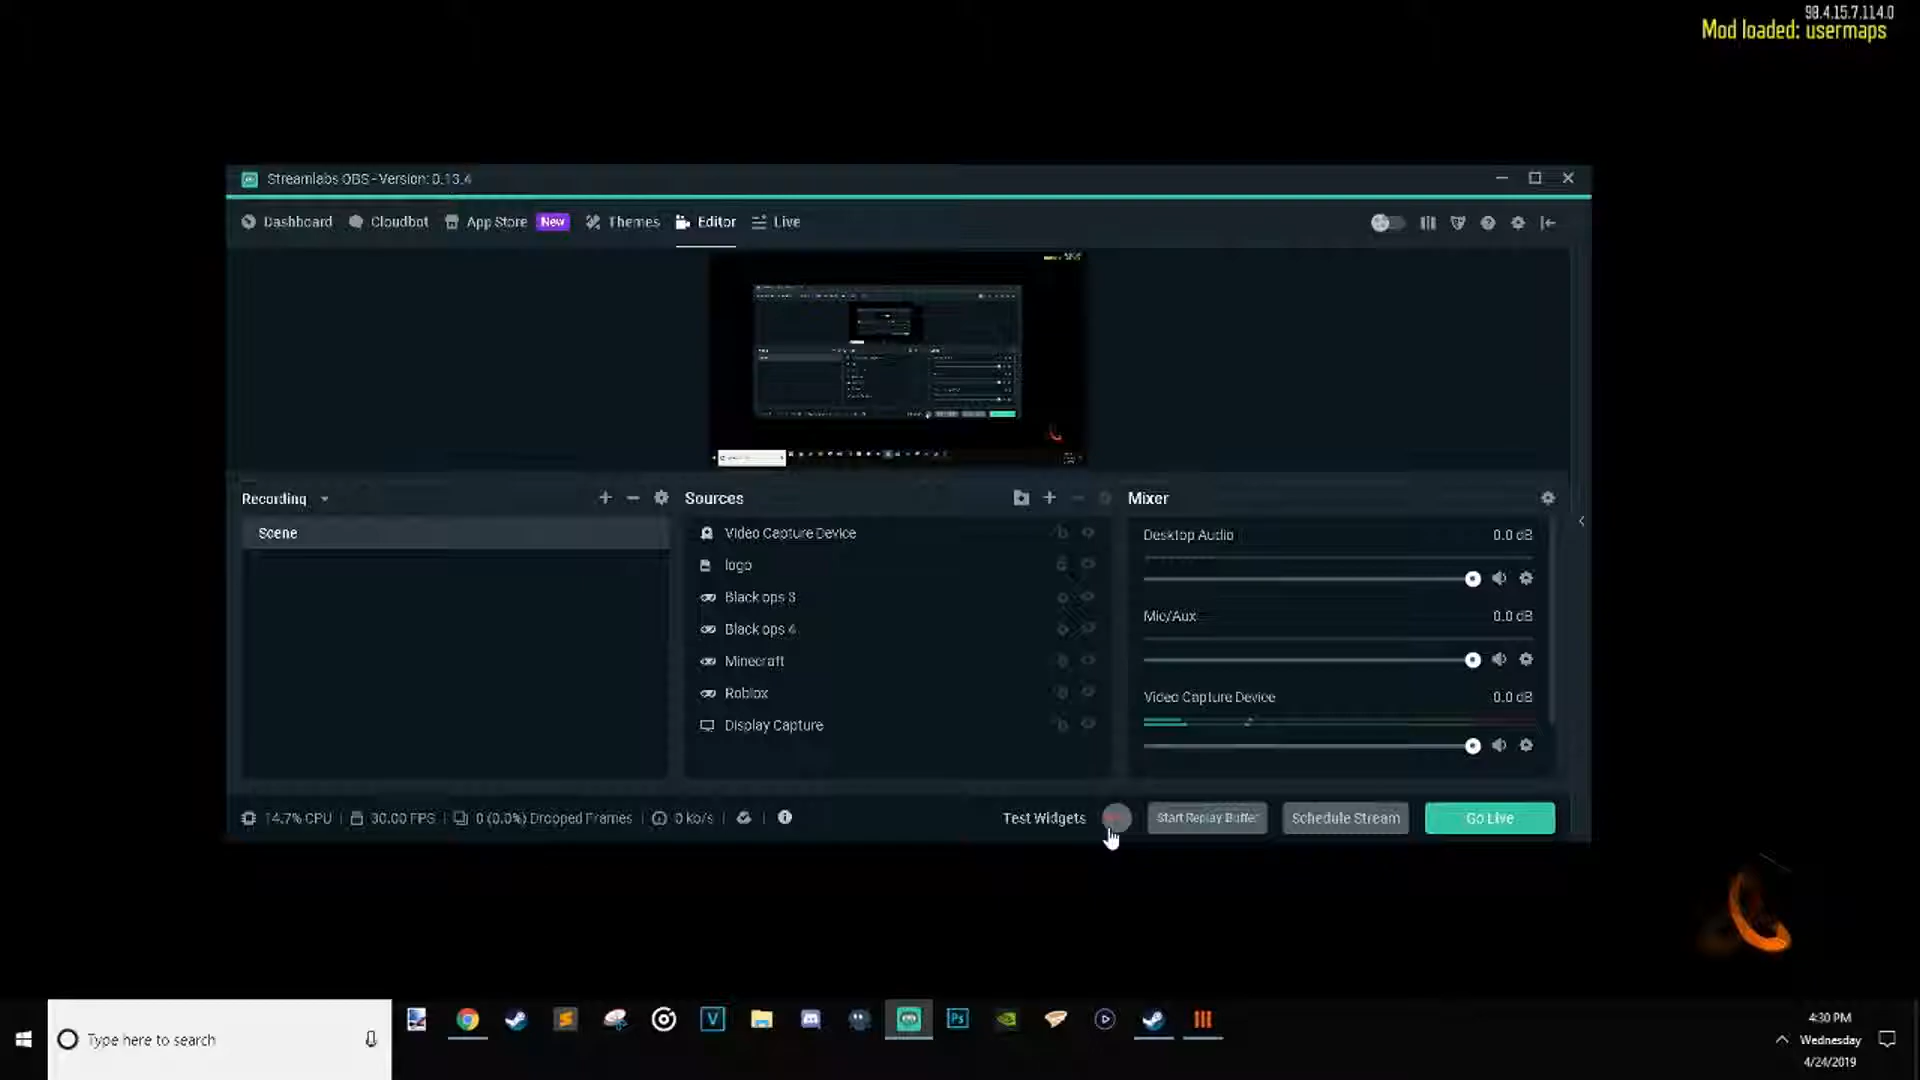 98.4.15.7.114.0
Mod loaded: usermaps
Streamlabs OBS - Version: 0.13.4
Dashboard Cloudbot App Store New Themes Editor Live
Recording Sources Mixer
Scene
Video Capture Device
logo
Black ops 3
Black ops 4
Minecraft
Roblox
Display Capture
Desktop Audio 0.0 dB
Mic/Aux 0.0 dB
Video Capture Device 0.0 dB
14.7% CPU 30.00 FPS 0 (0.0%) Dropped Frames 0 kb/s Test Widgets Start Replay Buffer Schedule Stream Go Live
Type here to search
V
Ps
4:30 PM
Wednesday
4/24/2019